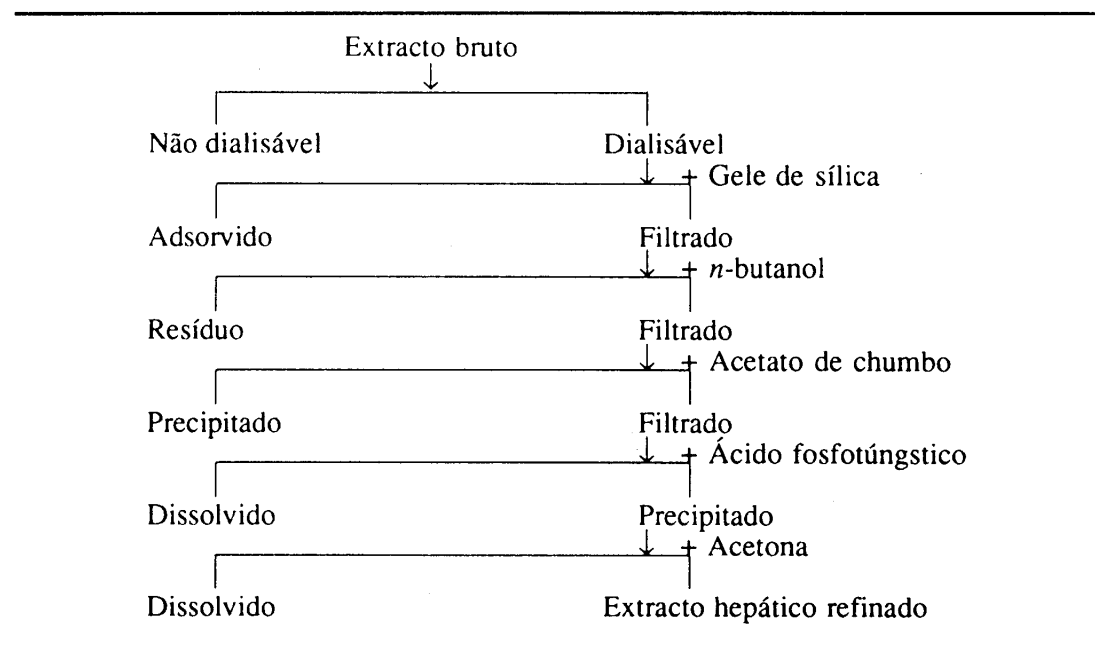 Extracto bruto
Não dialisável Dialisável
+ Gele de sílica
Adsorvido Filtrado
+ n-butanol
Resíduo Filtrado
+ Acetato de chumbo
Precipitado Filtrado
+ Ácido fosfotúngstico
Dissolvido Precipitado
+ Acetona
Dissolvido Extracto hepático refinado